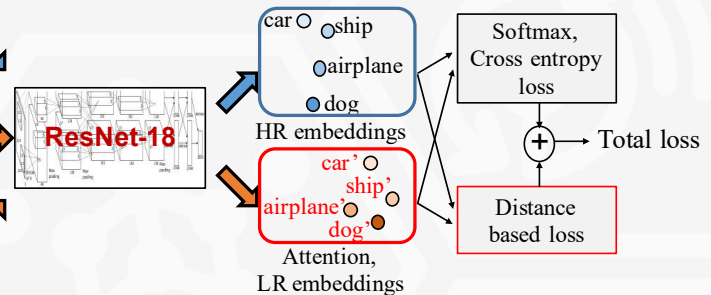 car
ship
airplane
dog
HR embeddings
ResNet-18
car’
ship’
airplane’
dog’
Attention,
LR embeddings
Softmax,
Cross entropy
loss
+
Total loss
Distance
based loss